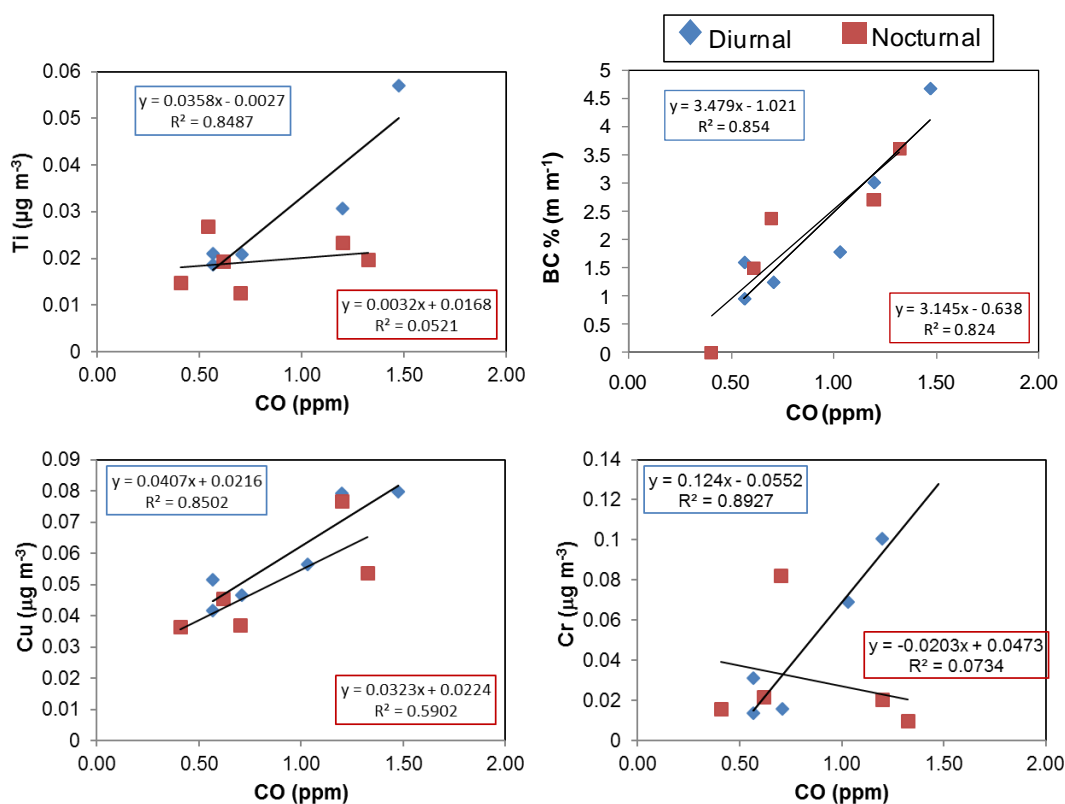 Diurnal Nocturnal
0.06
0.05
0.04
0.03
0.02
0.01
0
Ti (µg m-3)
y = 0.0358x - 0.0027
R² = 0.8487
y = 0.0032x + 0.0168
R² = 0.0521
0.00 0.50 1.00 1.50 2.00
CO (ppm)
5
4.5
4
3.5
3
2.5
2
1.5
1
0.5
0
BC % (m m-1)
y = 3.479x - 1.021
R² = 0.854
y = 3.145x - 0.638
R² = 0.824
0.00 0.50 1.00 1.50 2.00
CO (ppm)
0.09
0.08
0.07
0.06
0.05
0.04
0.03
0.02
0.01
0
Cu (µg m-3)
y = 0.0407x + 0.0216
R² = 0.8502
y = 0.0323x + 0.0224
R² = 0.5902
0.00 0.50 1.00 1.50 2.00
CO (ppm)
0.14
0.12
0.1
0.08
0.06
0.04
0.02
0
Cr (µg m-3)
y = 0.124x - 0.0552
R² = 0.8927
y = -0.0203x + 0.0473
R² = 0.0734
0.00 0.50 1.00 1.50 2.00
CO (ppm)